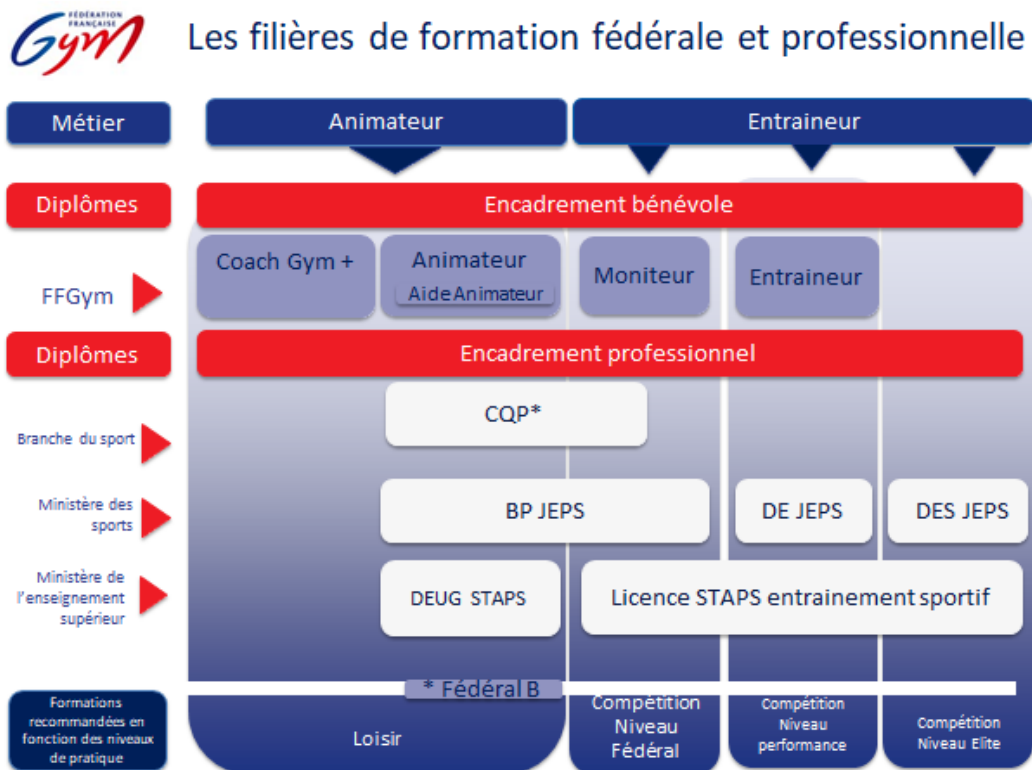 FÉDÉRATION
FRANÇAISE
Gym
Les filières de formation fédérale et professionnelle
Métier
Animateur
Entraineur
Diplômes
Encadrement bénévole
FFGym
Coach Gym +
Animateur
Aide Animateur
Moniteur
Entraineur
Diplômes
Encadrement professionnel
Branche du sport
CQP*
Ministère des
sports
BP JEPS
DE JEPS
DES JEPS
Ministère de
l'enseignement
supérieur
DEUG STAPS
Licence STAPS entrainement sportif
* Fédéral B
Formations
recommandées en
fonction des niveaux
de pratique
Loisir
Compétition
Niveau
Fédéral
Compétition
Niveau
performance
Compétition
Niveau Elite